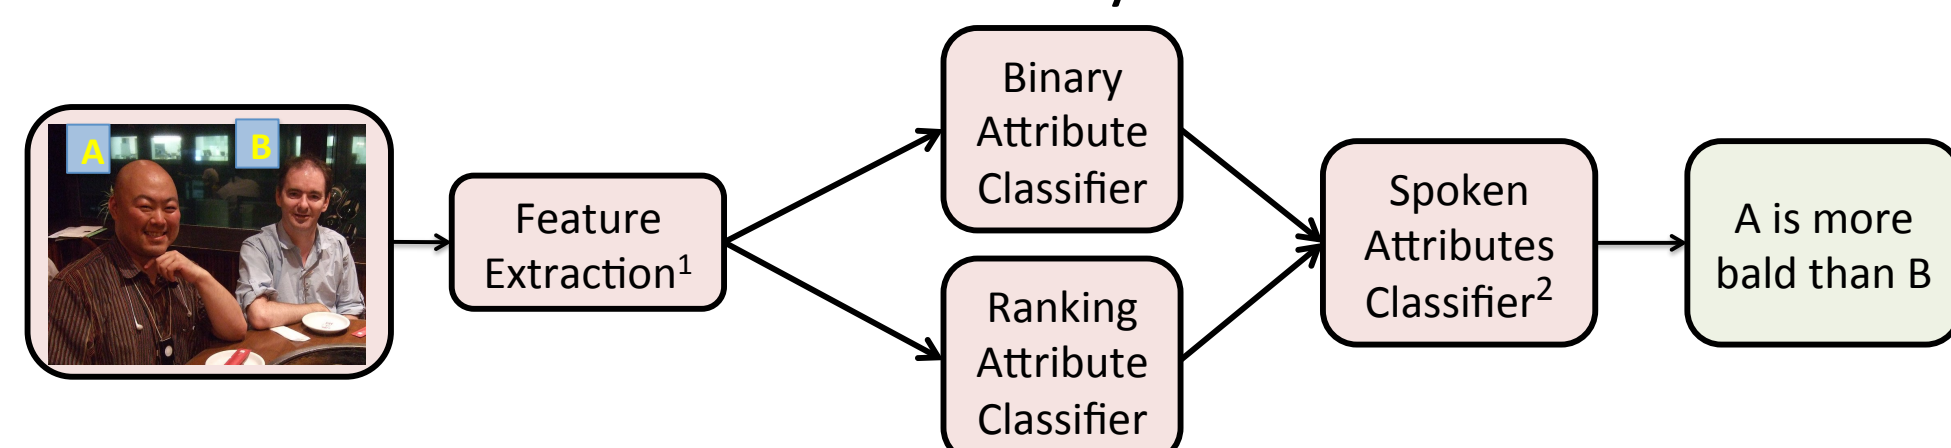 A
B
Feature
Extraction¹
Binary
Attribute
Classifier
Ranking
Attribute
Classifier
Spoken
Attributes
Classifier²
A is more
bald than B